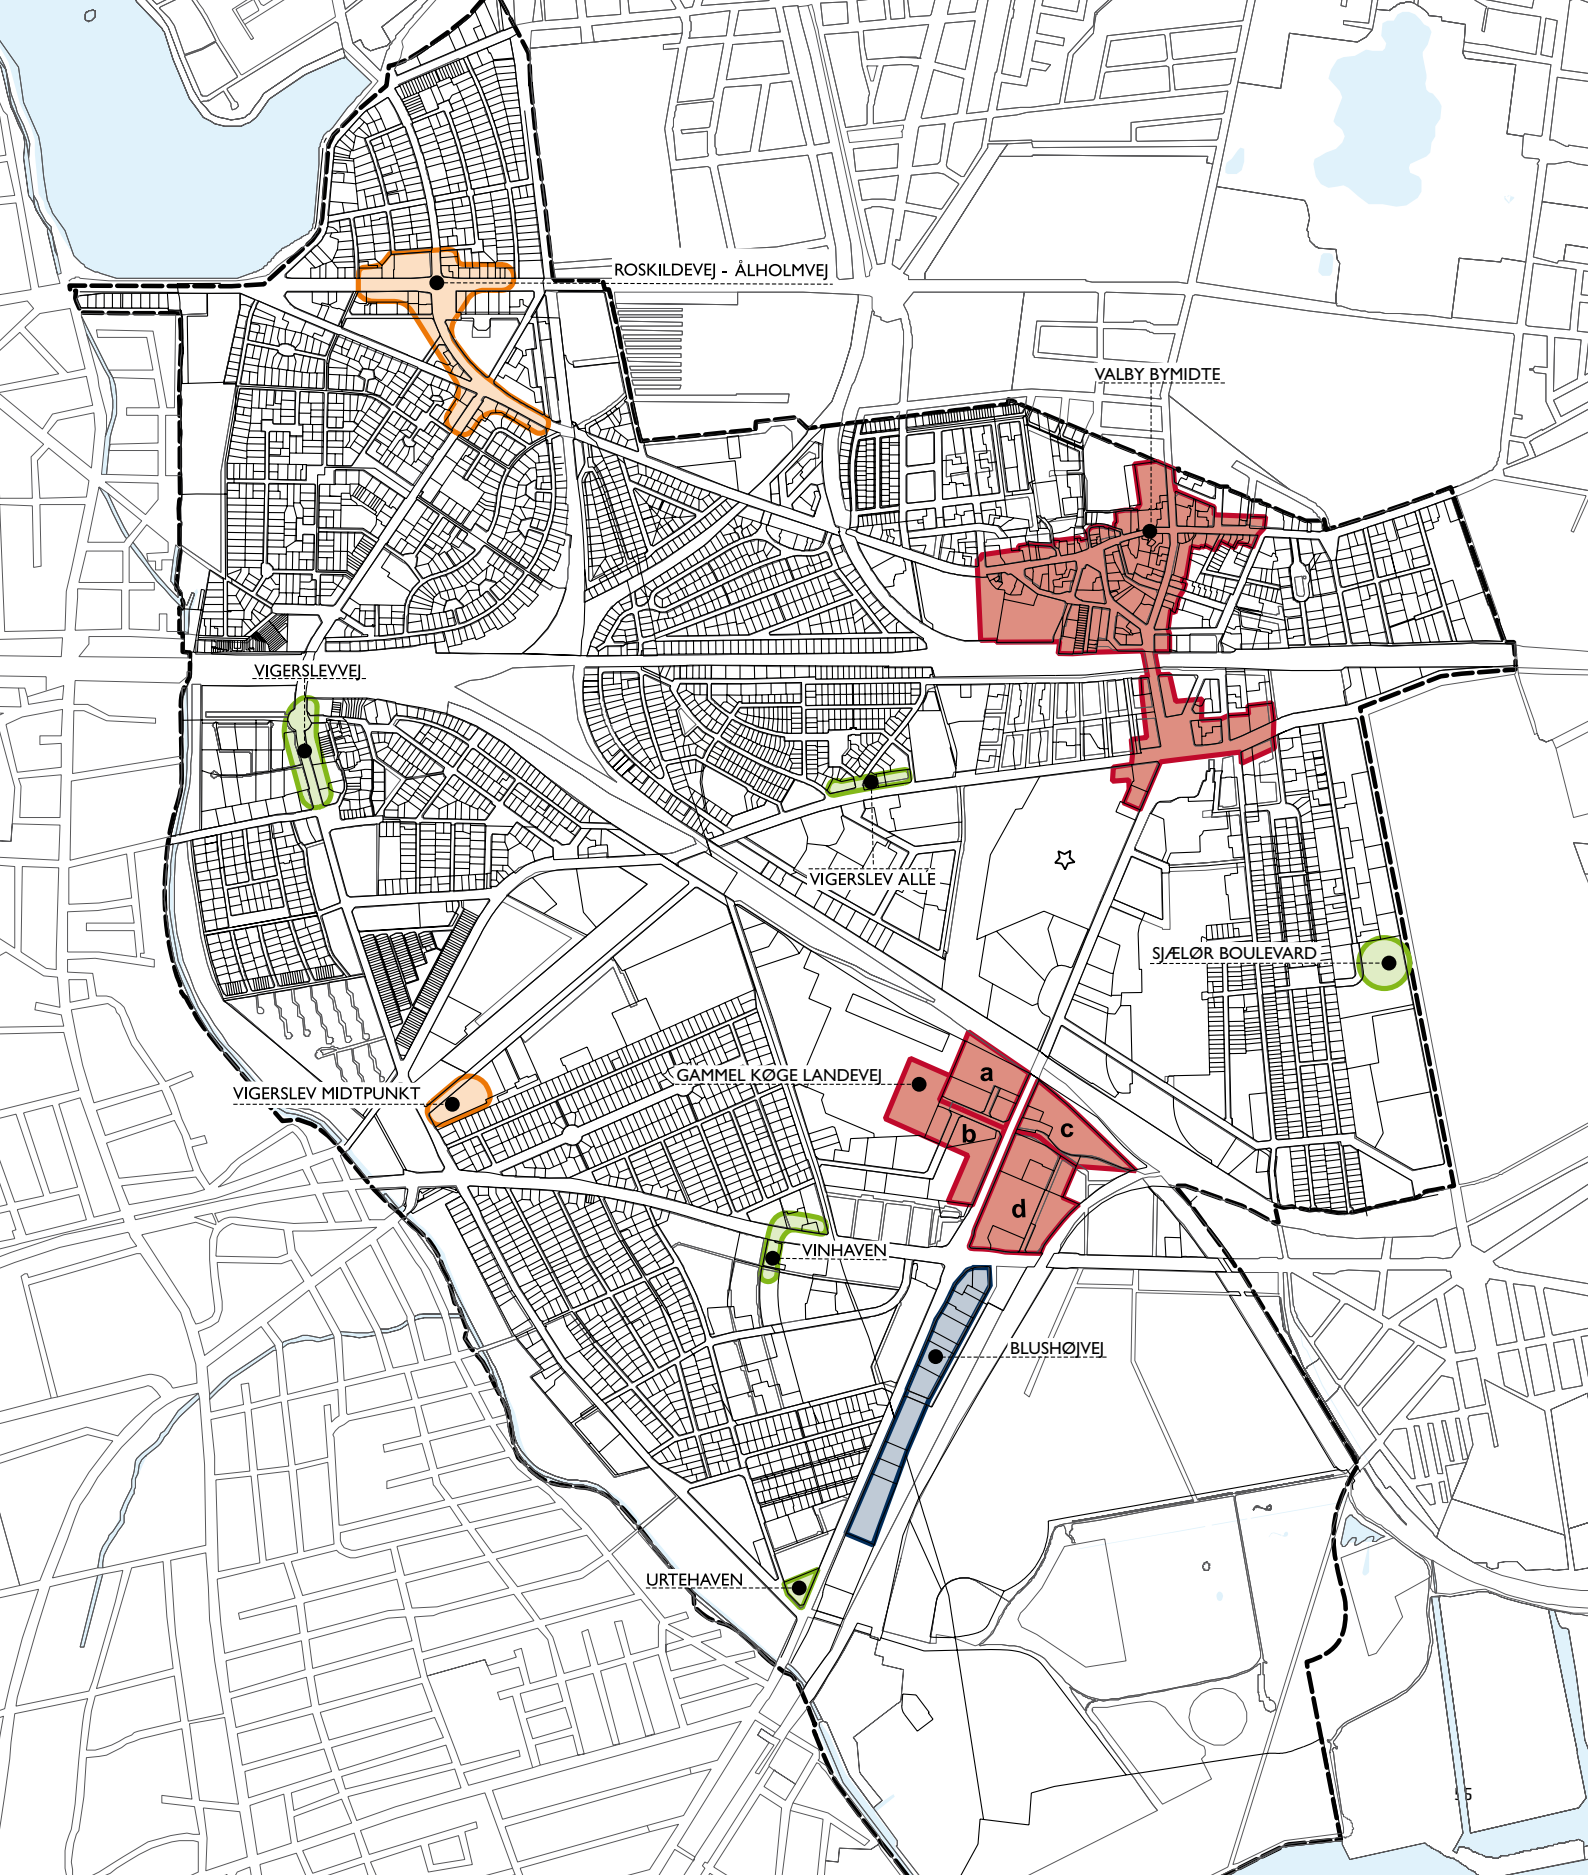 ROSKILDEVEJ - ÅLHOLMVEJ
VALBY BYMIDTE
VIGERSLEVVEJ
VIGERSLEV ALLE
SJÆLØR BOULEVARD
GAMMEL KØGE LANDEVEJ
a
VIGERSLEV MIDTPUNKT
b
c
d
VINHAVEN
BLUSHØJVEJ
URTEHAVEN